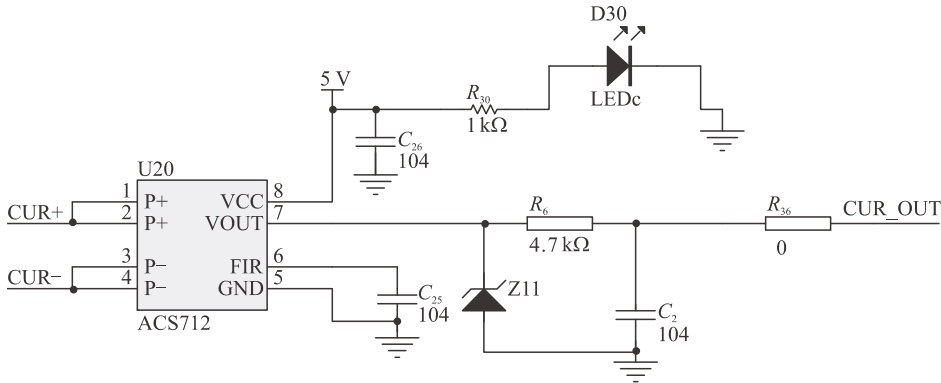 D30
5 V
R30
LEDc
1 kΩ
C26
104
U20
1 P+ VCC 8
CUR+ 2 P+ VOUT 7
R6
R36
CUR_OUT
4.7 kΩ
0
3 P− FIR 6
CUR− 4 P− GND 5
Z11
C25
104
C2
104
ACS712